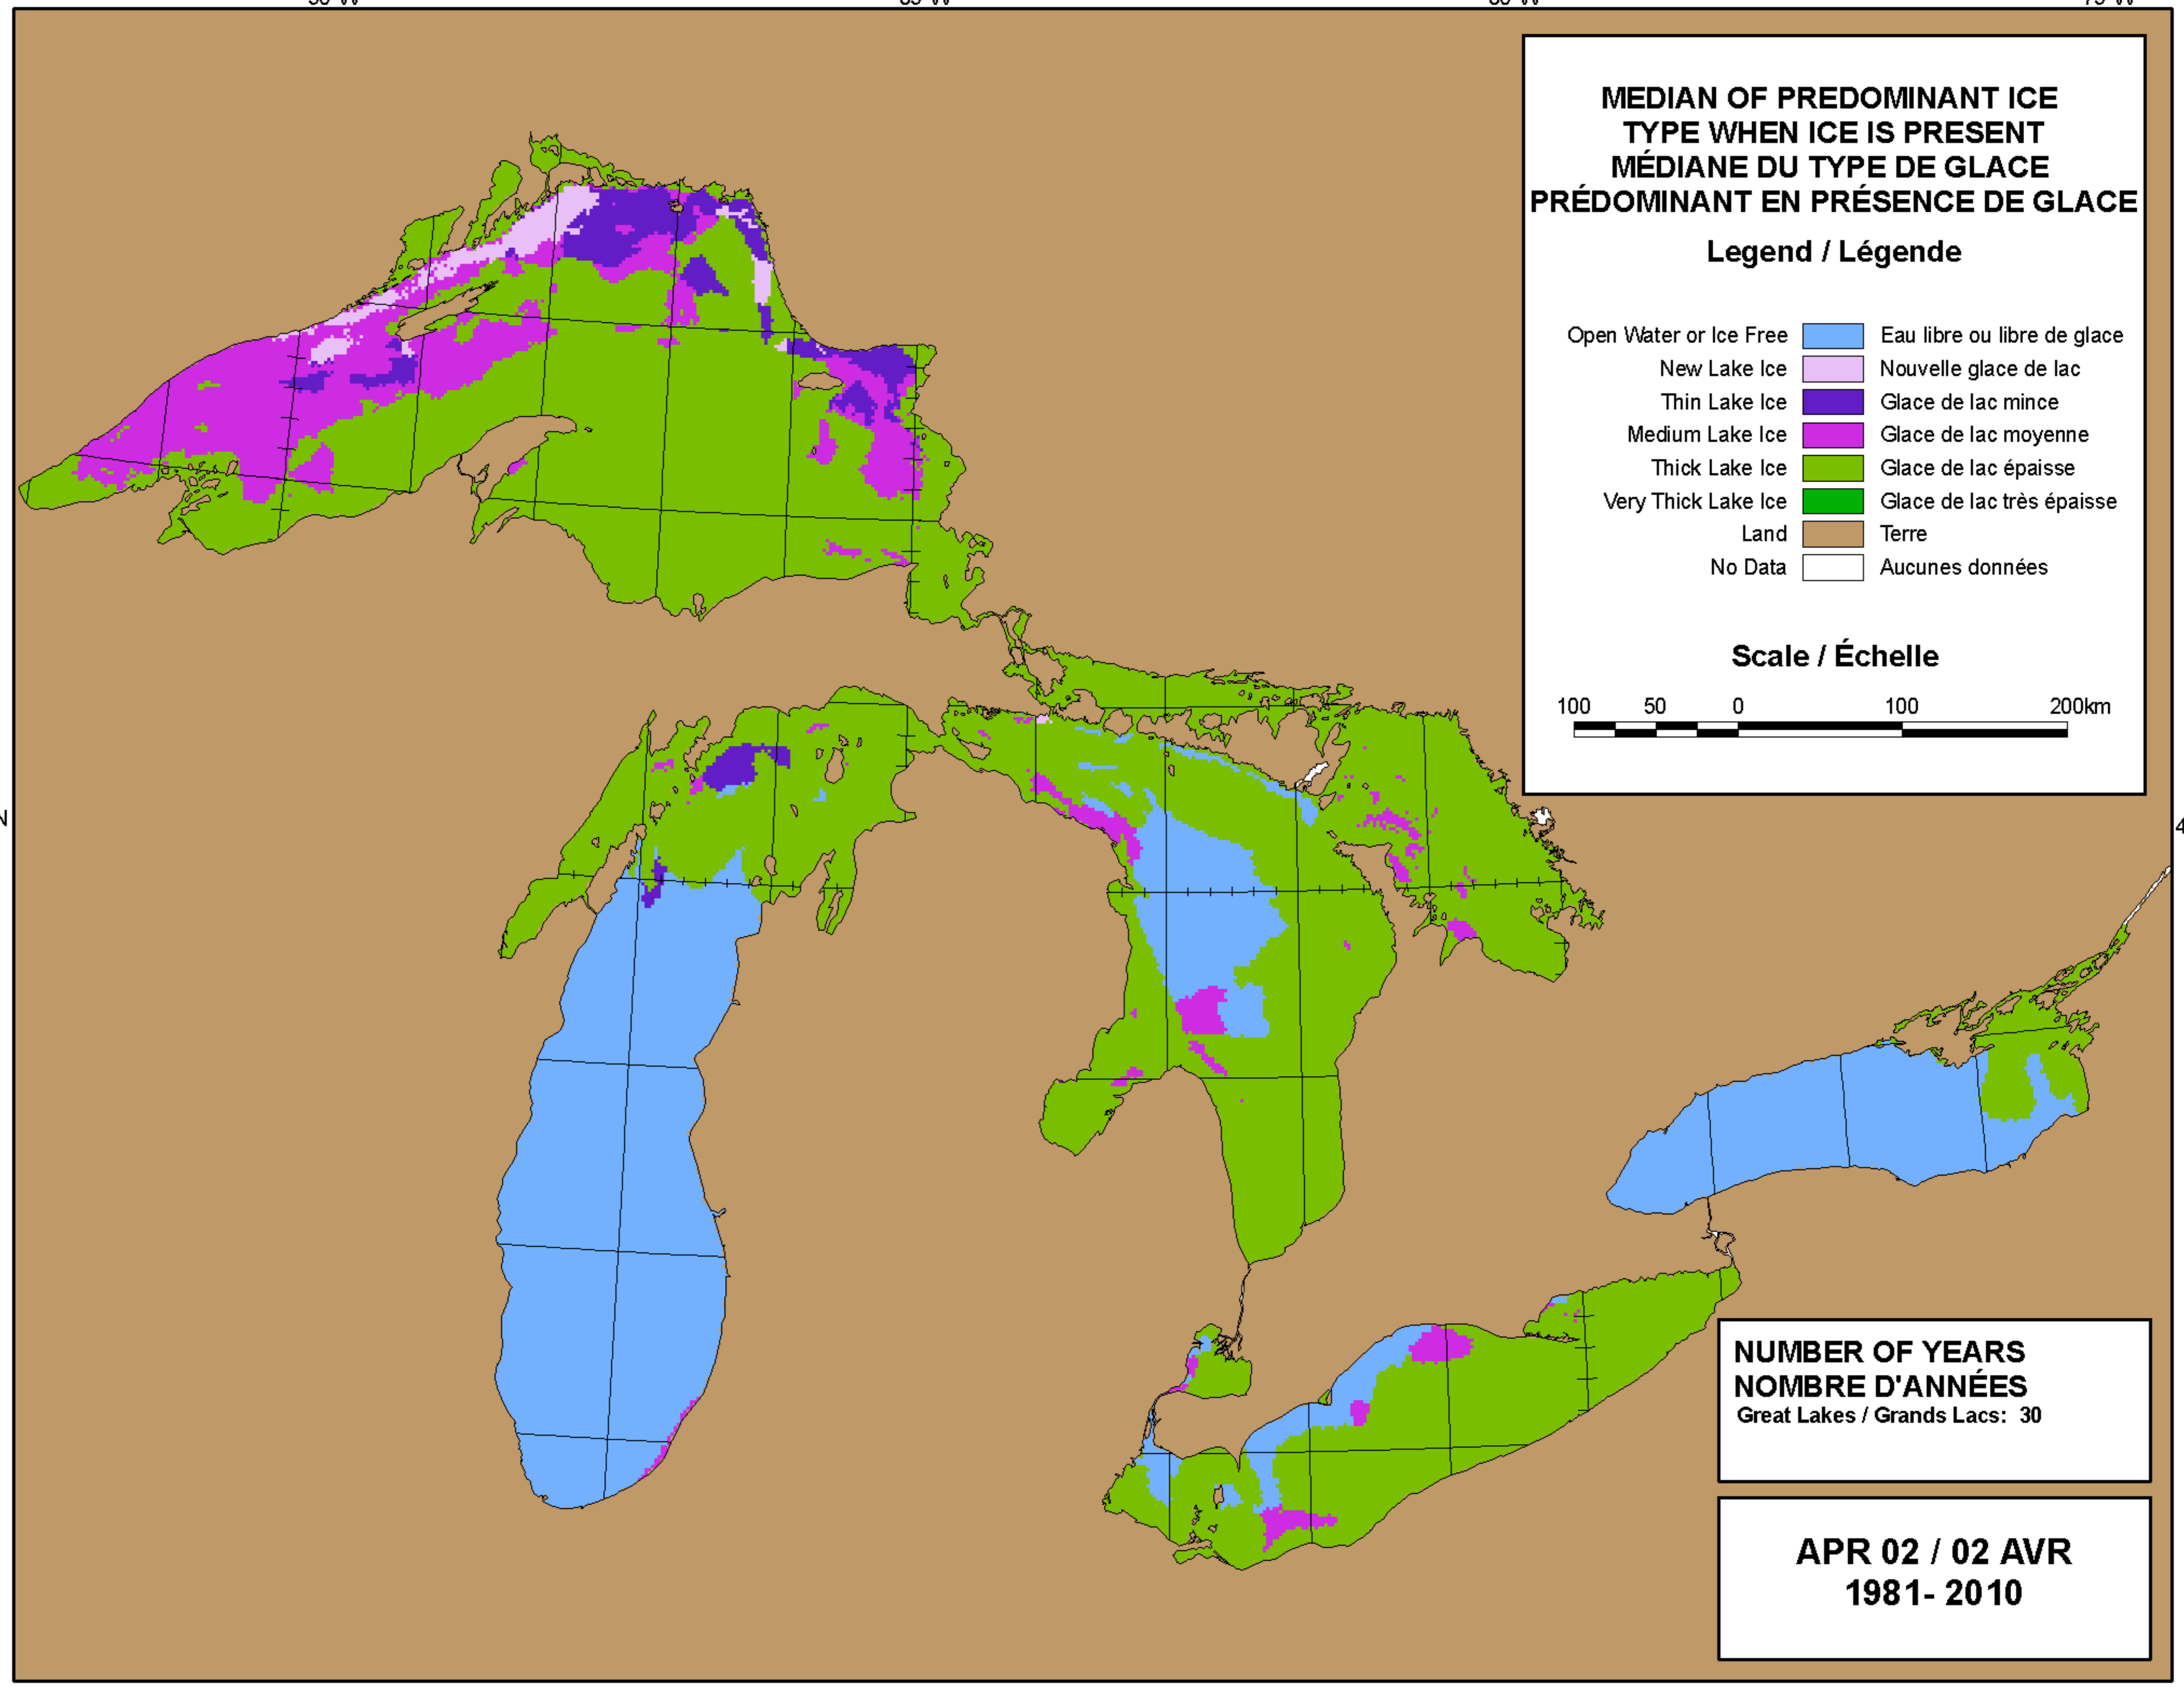 MEDIAN OF PREDOMINANT ICE
TYPE WHEN ICE IS PRESENT
MÉDIANE DU TYPE DE GLACE
PRÉDOMINANT EN PRÉSENCE DE GLACE
Legend / Légende
Open Water or Ice Free Eau libre ou libre de glace
New Lake Ice Nouvelle glace de lac
Thin Lake Ice Glace de lac mince
Medium Lake Ice Glace de lac moyenne
Thick Lake Ice Glace de lac épaisse
Very Thick Lake Ice Glace de lac très épaisse
Land Terre
No Data Aucunes données
Scale / Échelle
100 50 0 100 200km
N
4
NUMBER OF YEARS
NOMBRE D'ANNÉES
Great Lakes / Grands Lacs: 30
APR 02 / 02 AVR
1981- 2010